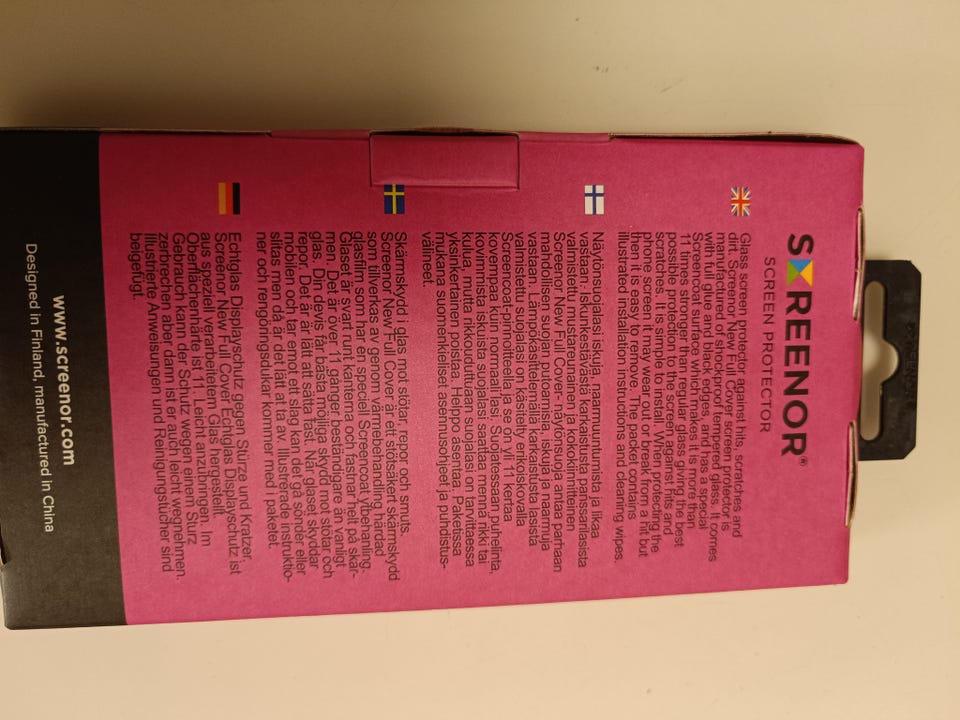 SCREENOR®
SCREEN PROTECTOR
Glass screen protector against hits, scratches and
dirt. Screenor New Full Cover screen protector is
manufactured of shockproof tempered glass. It comes
with full glue and black edges, and has a special
Screencoat surface which makes it is more than
11 times stronger than regular glass giving the best
possible protection to the screen against hits and
scratches. It is safe to install and when protecting the
phone screen it may wear out or break from a hit but
then it is easy to remove. The packet contains
illustrated installation instructions and cleaning wipes.
Näytönsuojalasi iskuja, naarmuuntumista ja likaa
vastaan. Iskunkestävästä karkaistusta panssarilasista
valmistettu mustareunainen ja kokokiinnitteinen
Screenor New Full Cover -näytönsuoja antaa parhaan
mahdollisen suojan likaantumista, iskuja ja naarmuja
vastaan. Lämpökäsittelemällä karkaistusta lasista
valmistettu suojalasi on käsitelty erikoiskovalla
Screencoat-pinnoitteella ja se on yli 11 kertaa
kovempaa kuin normaali lasi. Suojatessaan puhelinta,
kovimmista iskuista suojalasi saattaa mennä rikki tai
kulua, mutta rikkouduttuaan suojalasi on tarvittaessa
yksinkertainen poistaa. Helppo asentaa. Paketissa
mukana suomenkieliset asennusohjeet ja puhdistus-
välineet.
Skärmskydd i glas mot stötar, repor och smuts.
Screenor New Full Cover är ett stötsäkert skärmskydd
som tillverkas av genom värmebehandling härdad
glasfilm som har en speciell Screencoat ytbehandling.
Glaset är svart runt kanterna och fastnar helt på skär-
men. Det är över 11 gånger beständigare än vanligt
glas. Din devys får bästa möjliga skydd mot stötar och
repor. Det är är lätt att sätta fast. När glaset skyddar
mobilen och tar emot ett slag kan det gå sönder eller
slitas men då är det lätt att ta av. Illustrerade instruktio-
ner och rengöringsdukar kommer med i paketet.
Echtglas Displayschutz gegen Stürze und Kratzer.
Screenor New Full Cover Echtglas Displayschutz ist
aus speziell verarbeitetem Glas hergestellt.
Oberflächenhärte ist 11. Leicht anzubringen. Im
Gebrauch kann der Schutz wegen einem Sturz
zerbrechen aber dann ist er auch leicht wegnehmen.
Illustrierte Anweisungen und Reinigungstücher sind
beigefügt.
www.screenor.com
Designed in Finland, manufactured in China